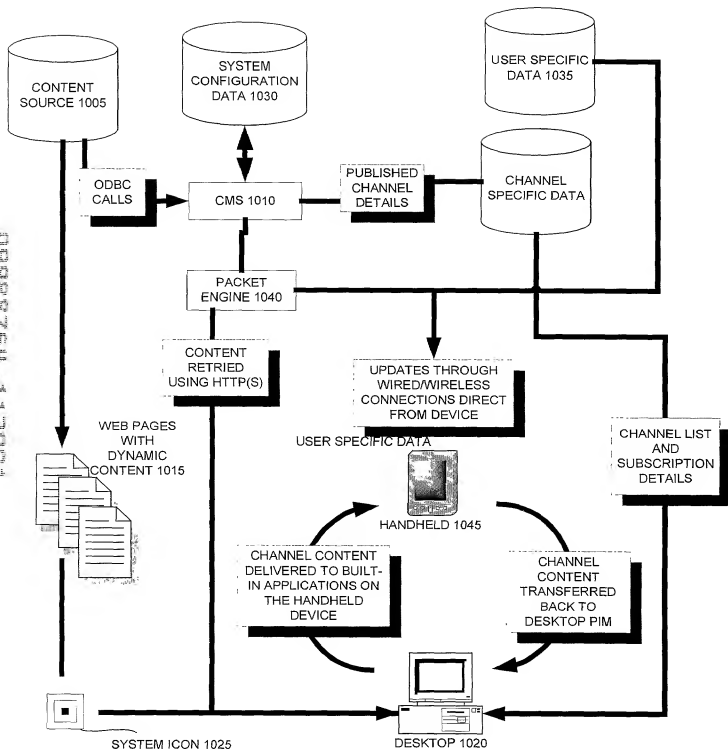 CONTENT
SOURCE 1005
SYSTEM
CONFIGURATION
DATA 1030
USER SPECIFIC
DATA 1035
ODBC
CALLS
CMS 1010
PUBLISHED
CHANNEL
DETAILS
CHANNEL
SPECIFIC DATA
PACKET
ENGINE 1040
CONTENT
RETRIED
USING HTTP(S)
UPDATES THROUGH
WIRED/WIRELESS
CONNECTIONS DIRECT
FROM DEVICE
USER SPECIFIC DATA
WEB PAGES
WITH
DYNAMIC
CONTENT 1015
CHANNEL LIST
AND
SUBSCRIPTION
DETAILS
HANDHELD 1045
CHANNEL CONTENT
DELIVERED TO BUILT-
IN APPLICATIONS ON
THE HANDHELD
DEVICE
CHANNEL
CONTENT
TRANSFERRED
BACK TO
DESKTOP PIM
SYSTEM ICON 1025
DESKTOP 1020